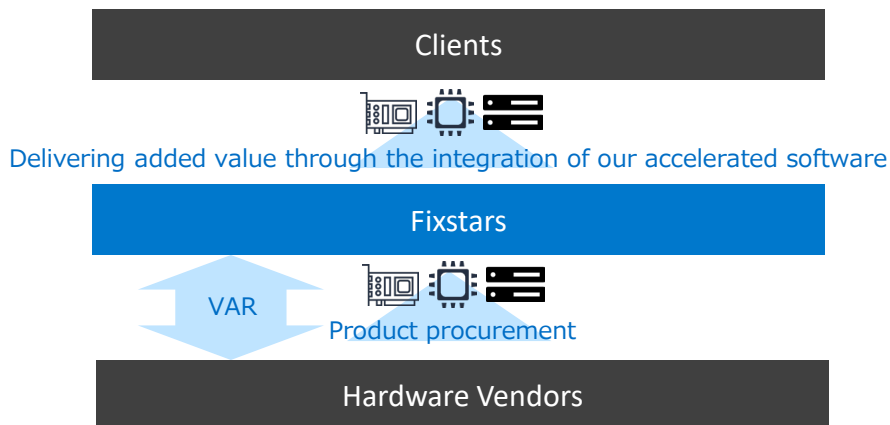 Clients
Delivering added value through the integration of our accelerated software
Fixstars
VAR
Product procurement
Hardware Vendors